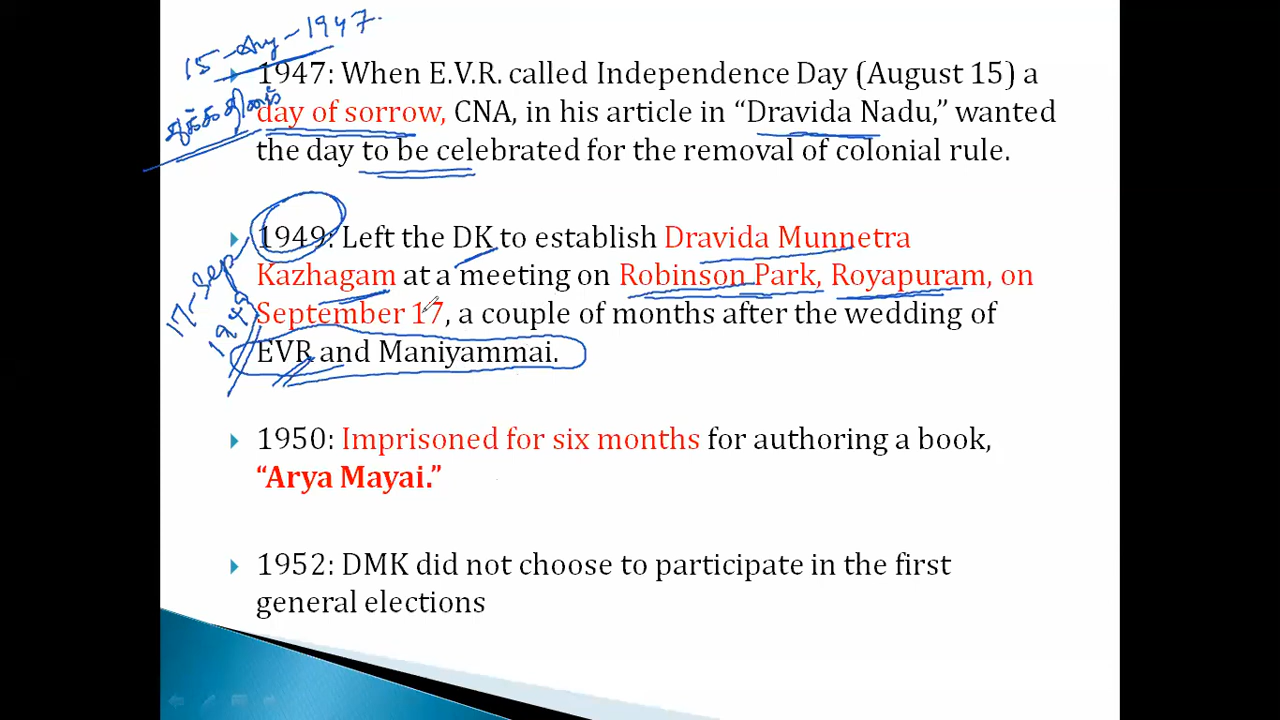 15-Aug-1947.
1947: When E.V.R. called Independence Day (August 15) a
day of sorrow, CNA, in his article in “Dravida Nadu,” wanted
the day to be celebrated for the removal of colonial rule.
1949: Left the DK to establish Dravida Munnetra
Kazhagam at a meeting on Robinson Park, Royapuram, on
17-Sep-
1949
September 17, a couple of months after the wedding of
EVR and Maniyammai.
1950: Imprisoned for six months for authoring a book,
“Arya Mayai.”
1952: DMK did not choose to participate in the first
general elections